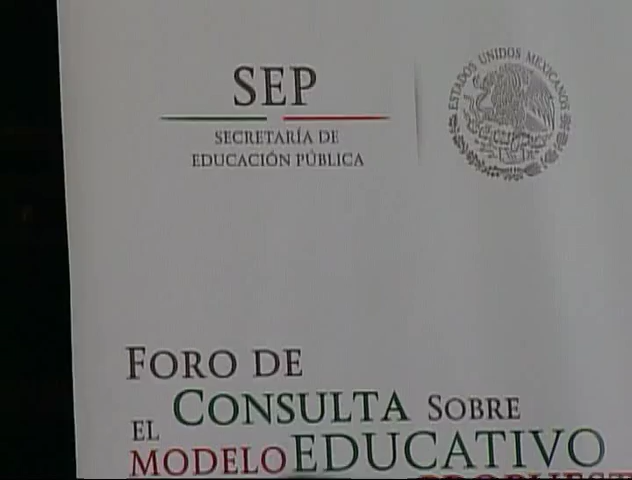 SEP
SECRETARÍA DE
EDUCACIÓN PÚBLICA
ESTADOS UNIDOS MEXICANOS
FORO DE
CONSULTA SOBRE
EL
MODELO EDUCATIVO